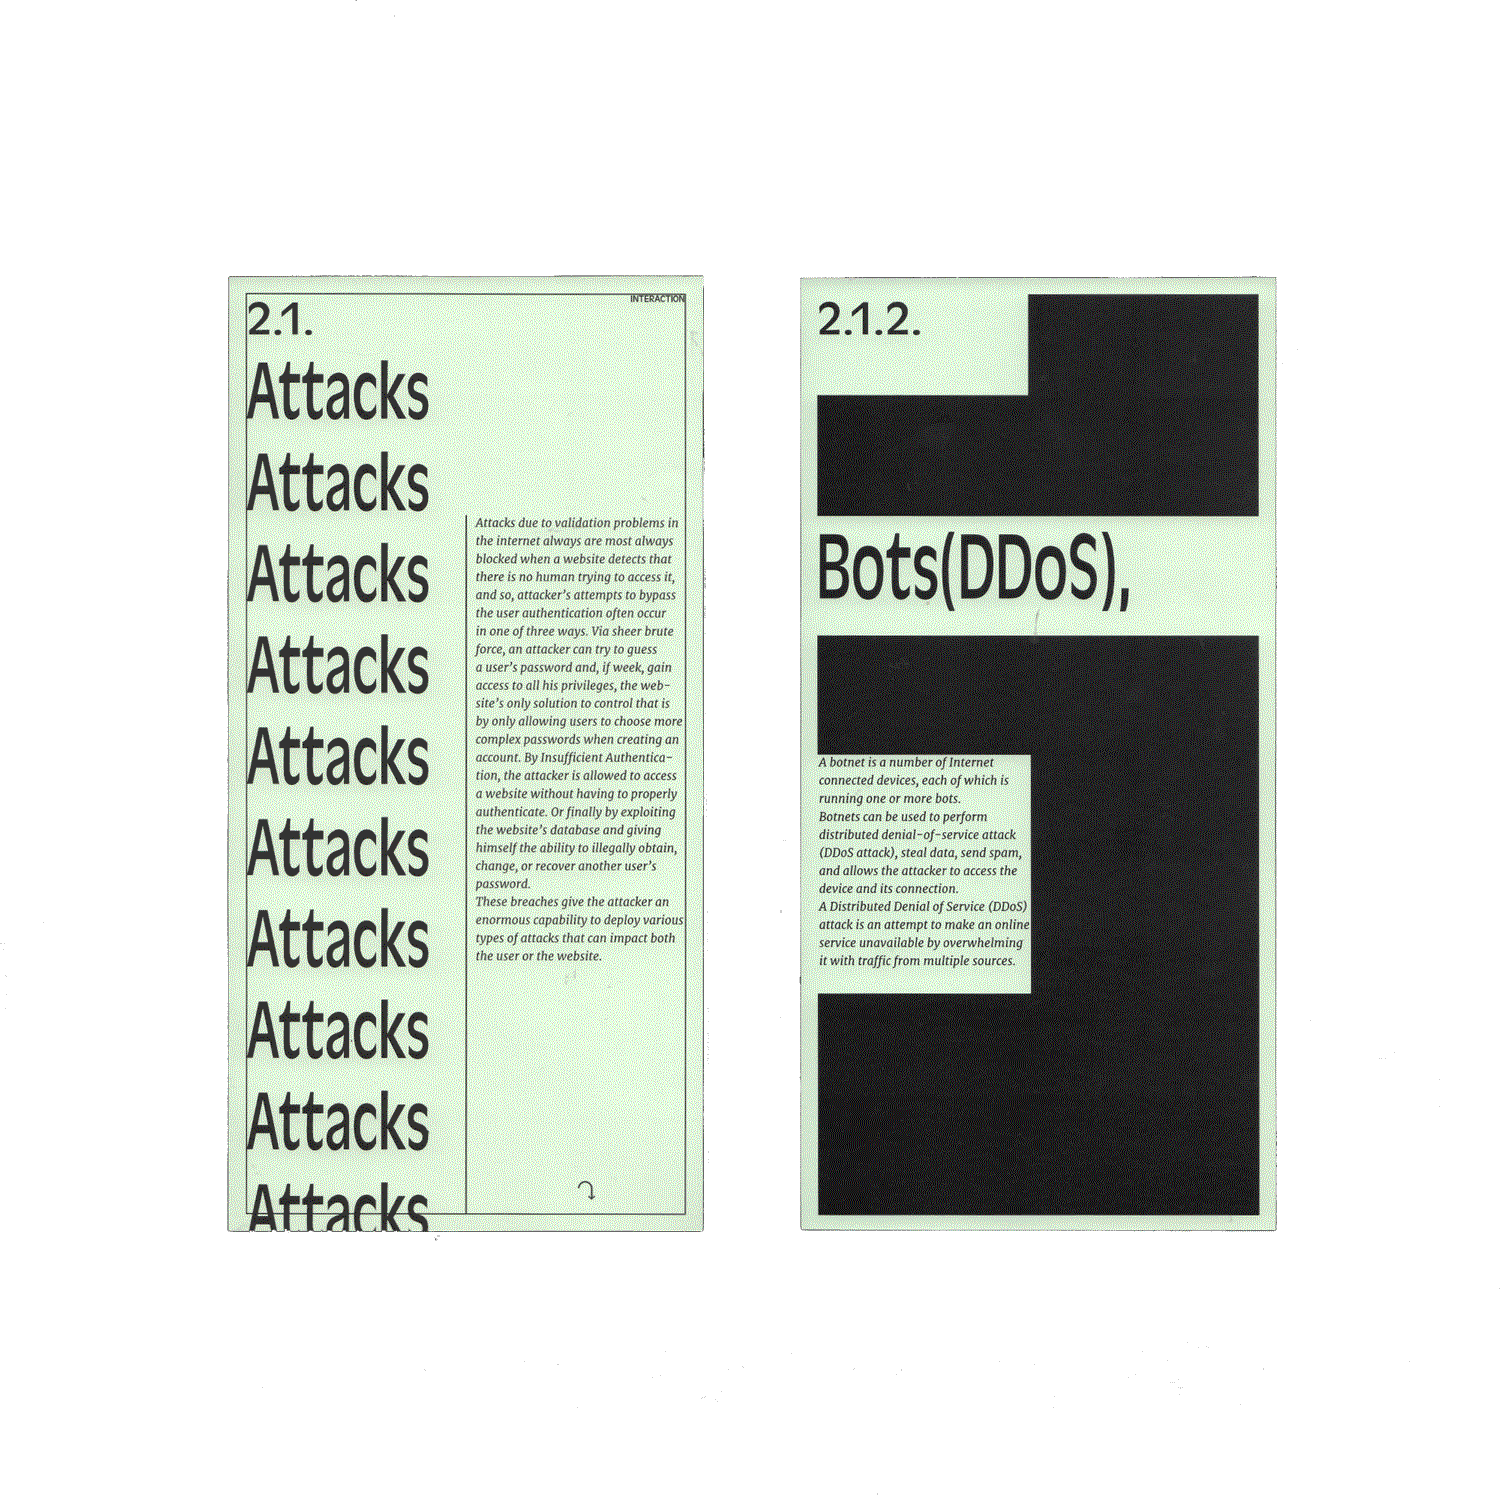 INTERACTION
2.1.
Attacks
Attacks
Attacks
Attacks
Attacks
Attacks
Attacks
Attacks
Attacks
Attacks
Attacks due to validation problems in
the internet always are most always
blocked when a website detects that
there is no human trying to access it,
and so, attacker's attempts to bypass
the user authentication often occur
in one of three ways. Via sheer brute
force, an attacker can try to guess
a user's password and, if week, gain
access to all his privileges, the web-
site's only solution to control that is
by only allowing users to choose more
complex passwords when creating an
account. By Insufficient Authentica-
tion, the attacker is allowed to access
a website without having to properly
authenticate. Or finally by exploiting
the website's database and giving
himself the ability to illegally obtain,
change, or recover another user's
password.
These breaches give the attacker an
enormous capability to deploy various
types of attacks that can impact both
the user or the website.
2.1.2.
Bots(DDoS),
A botnet is a number of Internet
connected devices, each of which is
running one or more bots.
Botnets can be used to perform
distributed denial-of-service attack
(DDoS attack), steal data, send spam,
and allows the attacker to access the
device and its connection.
A Distributed Denial of Service (DDoS)
attack is an attempt to make an online
service unavailable by overwhelming
it with traffic from multiple sources.